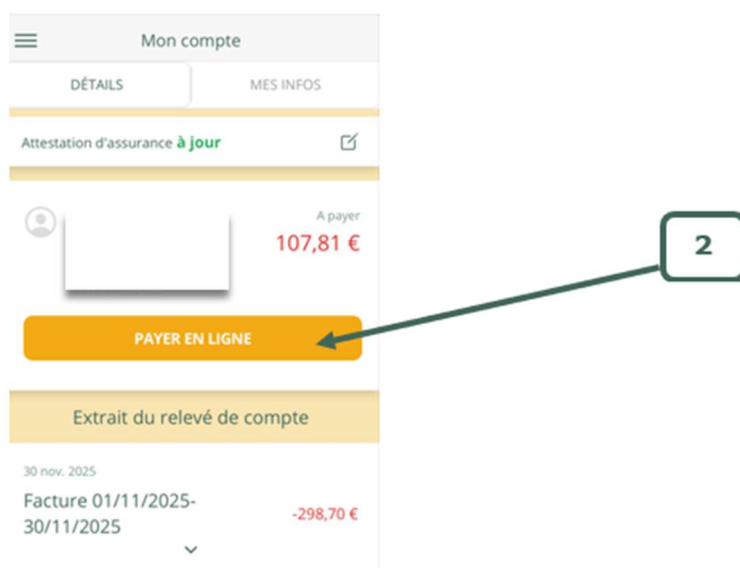 Mon compte
DÉTAILS
MES INFOS
Attestation d'assurance à jour
A payer
107,81 €
2
PAYER EN LIGNE
Extrait du relevé de compte
30 nov. 2025
Facture 01/11/2025-
30/11/2025
-298,70 €